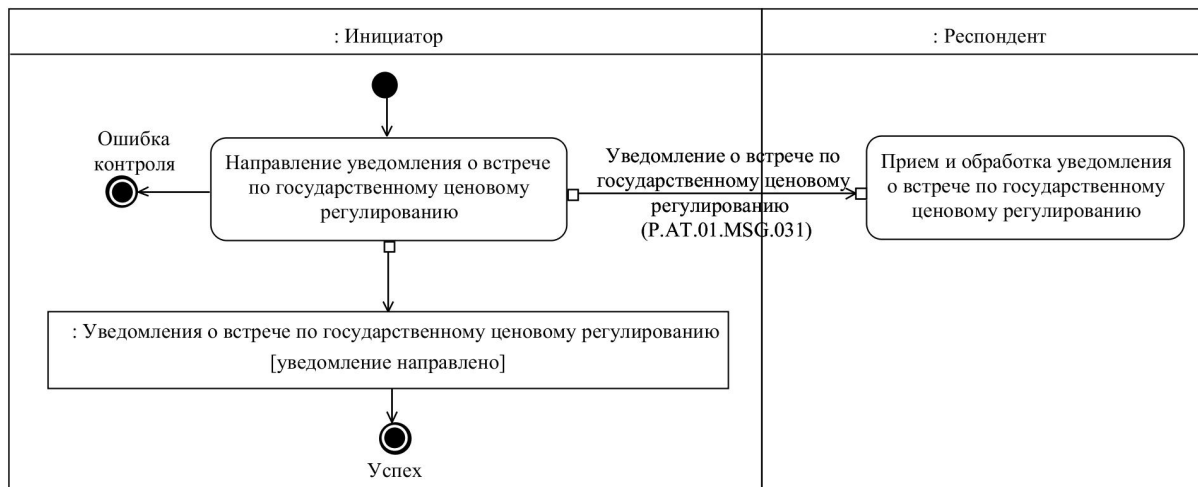 : Инициатор
: Респондент
Ошибка
контроля
Направление уведомления о встрече
по государственному ценовому
регулированию
Уведомление о встрече по
государственному ценовому
регулированию
(P.AT.01.MSG.031)
Прием и обработка уведомления
о встрече по государственному
ценовому регулированию
: Уведомления о встрече по государственному ценовому регулированию
[уведомление направлено]
Успех